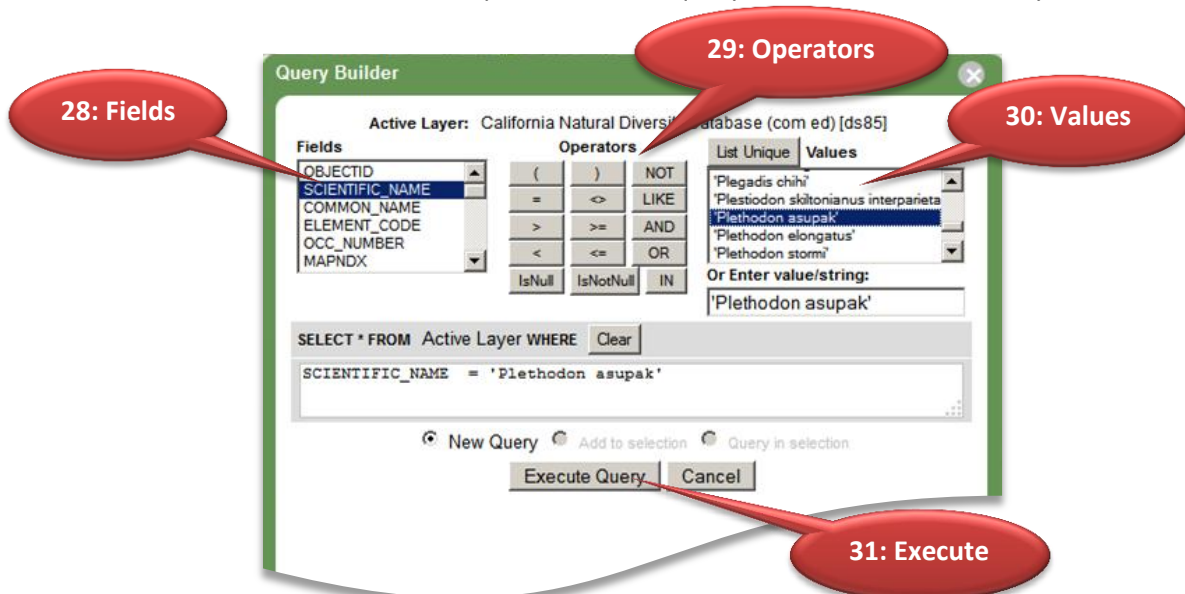 29: Operators
Query Builder
28: Fields
30: Values
Active Layer: California Natural Diversit atabase (com ed) [ds85]
Fields
Operators
List Unique Values
OBJECTID
SCIENTIFIC_NAME
COMMON_NAME
ELEMENT_CODE
OCC_NUMBER
MAPNDX
( ) NOT
= <> LIKE
> >= AND
< <= OR
IsNull IsNotNull IN
'Plegadis chihi'
'Plestiodon skiltonianus interparieta
'Plethodon asupak'
'Plethodon elongatus'
'Plethodon stormi'
Or Enter value/string:
'Plethodon asupak'
SELECT * FROM Active Layer WHERE Clear
SCIENTIFIC_NAME = 'Plethodon asupak'
New Query Add to selection Query in selection
Execute Query Cancel
31: Execute